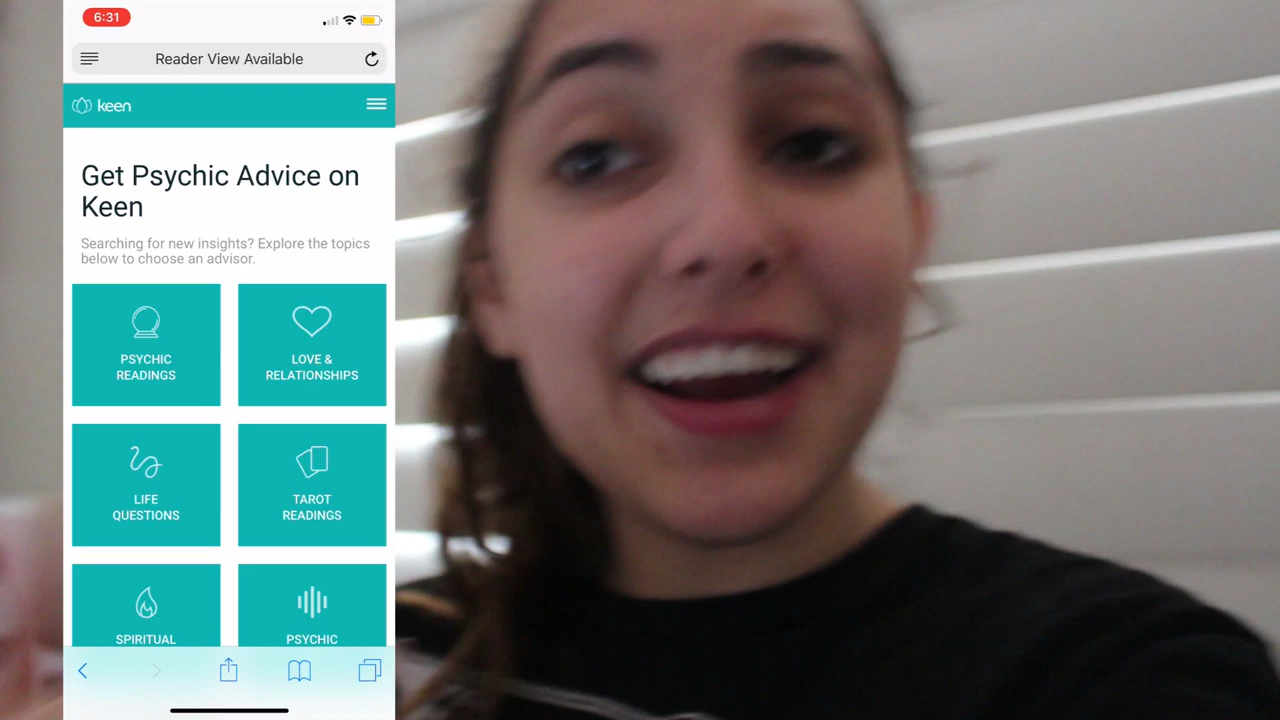 6:31
Reader View Available
keen
Get Psychic Advice on
Keen
Searching for new insights? Explore the topics
below to choose an advisor.
PSYCHIC
READINGS
LOVE &
RELATIONSHIPS
LIFE
QUESTIONS
TAROT
READINGS
SPIRITUAL
PSYCHIC